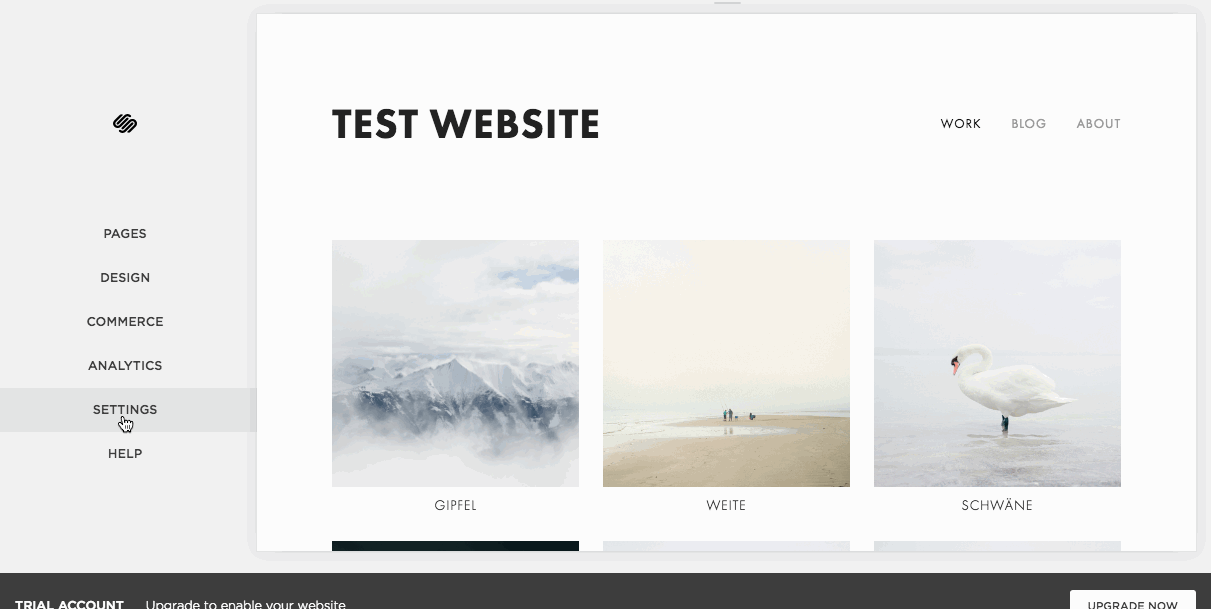 TEST WEBSITE
WORK BLOG ABOUT
PAGES
DESIGN
COMMERCE
ANALYTICS
SETTINGS
HELP
GIPFEL WEITE SCHWÄNE
TRIAL ACCOUNT Upgrade to enable your website
UPGRADE NOW